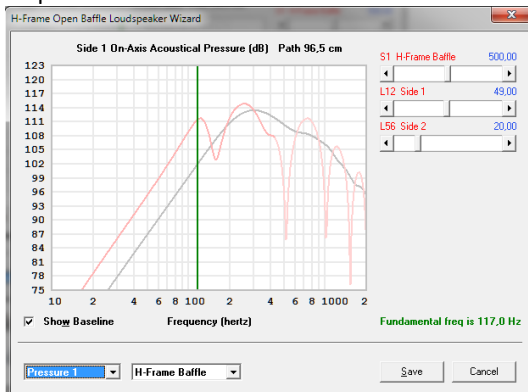 H-Frame Open Baffle Loudspeaker Wizard
Side 1 On-Axis Acoustical Pressure (dB) Path 96,5 cm
S1 H-Frame Baffle 500,00
L12 Side 1 49,00
L56 Side 2 20,00
123
120
117
114
111
108
105
102
99
96
93
90
87
84
81
78
75
10 2 4 6 8 100 2 4 6 8 1000 2
Show Baseline Frequency (hertz) Fundamental freq is 117,0 Hz
Pressure 1 H-Frame Baffle Save Cancel